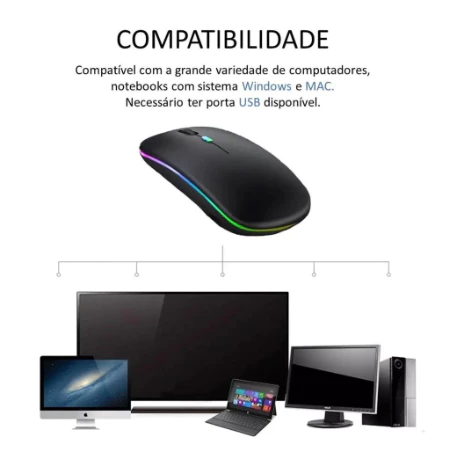 COMPATIBILIDADE
Compatível com a grande variedade de computadores,
notebooks com sistema Windows e MAC.
Necessário ter porta USB disponível.